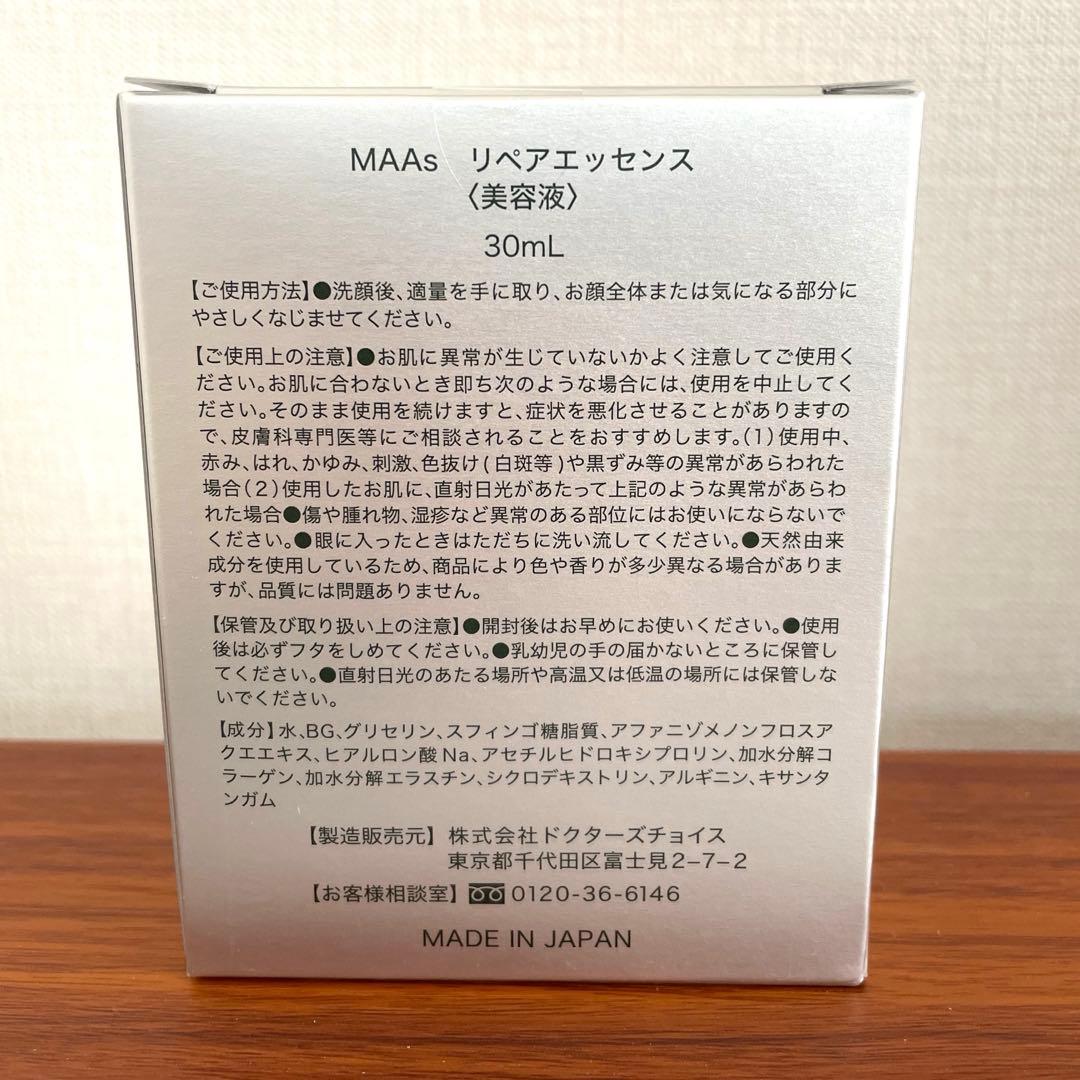 MAAs リペアエッセンス
〈美容液〉
30mL
【ご使用方法】●洗顔後、適量を手に取り、お顔全体または気になる部分に
やさしくなじませてください。
【ご使用上の注意】●お肌に異常が生じていないかよく注意してご使用く
ださい。お肌に合わないとき即ち次のような場合には、使用を中止してく
ださい。そのまま使用を続けますと、症状を悪化させることがありますの
で、皮膚科専門医等にご相談されることをおすすめします。(1)使用中、
赤み、はれ、かゆみ、刺激、色抜け(白斑等)や黒ずみ等の異常があらわれた
場合(2)使用したお肌に、直射日光があたって上記のような異常があらわ
れた場合●傷や腫れ物、湿疹など異常のある部位にはお使いにならないで
ください。●眼に入ったときはただちに洗い流してください。●天然由来
成分を使用しているため、商品により色や香りが多少異なる場合がありま
すが、品質には問題ありません。
【保管及び取り扱い上の注意】●開封後はお早めにお使いください。●使用
後は必ずフタをしめてください。●乳幼児の手の届かないところに保管し
てください。●直射日光のあたる場所や高温又は低温の場所には保管しな
いでください。
【成分】水、BG、グリセリン、スフィンゴ糖脂質、アファニゾメノンフロスア
クエエキス、ヒアルロン酸Na、アセチルヒドロキシプロリン、加水分解コ
ラーゲン、加水分解エラスチン、シクロデキストリン、アルギニン、キサンタ
ンガム
【製造販売元】株式会社ドクターズチョイス
東京都千代田区富士見2-7-2
【お客様相談室】0120-36-6146
MADE IN JAPAN